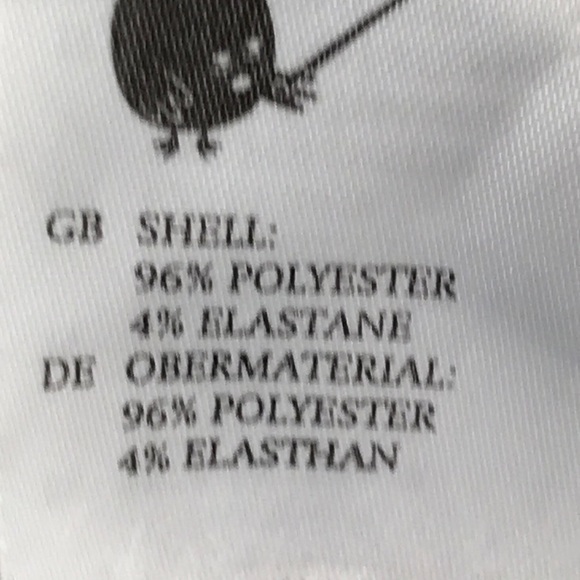 GB SHELL:
96% POLYESTER
4% ELASTANE
DE OBERMATERIAL:
96% POLYESTER
4% ELASTHAN